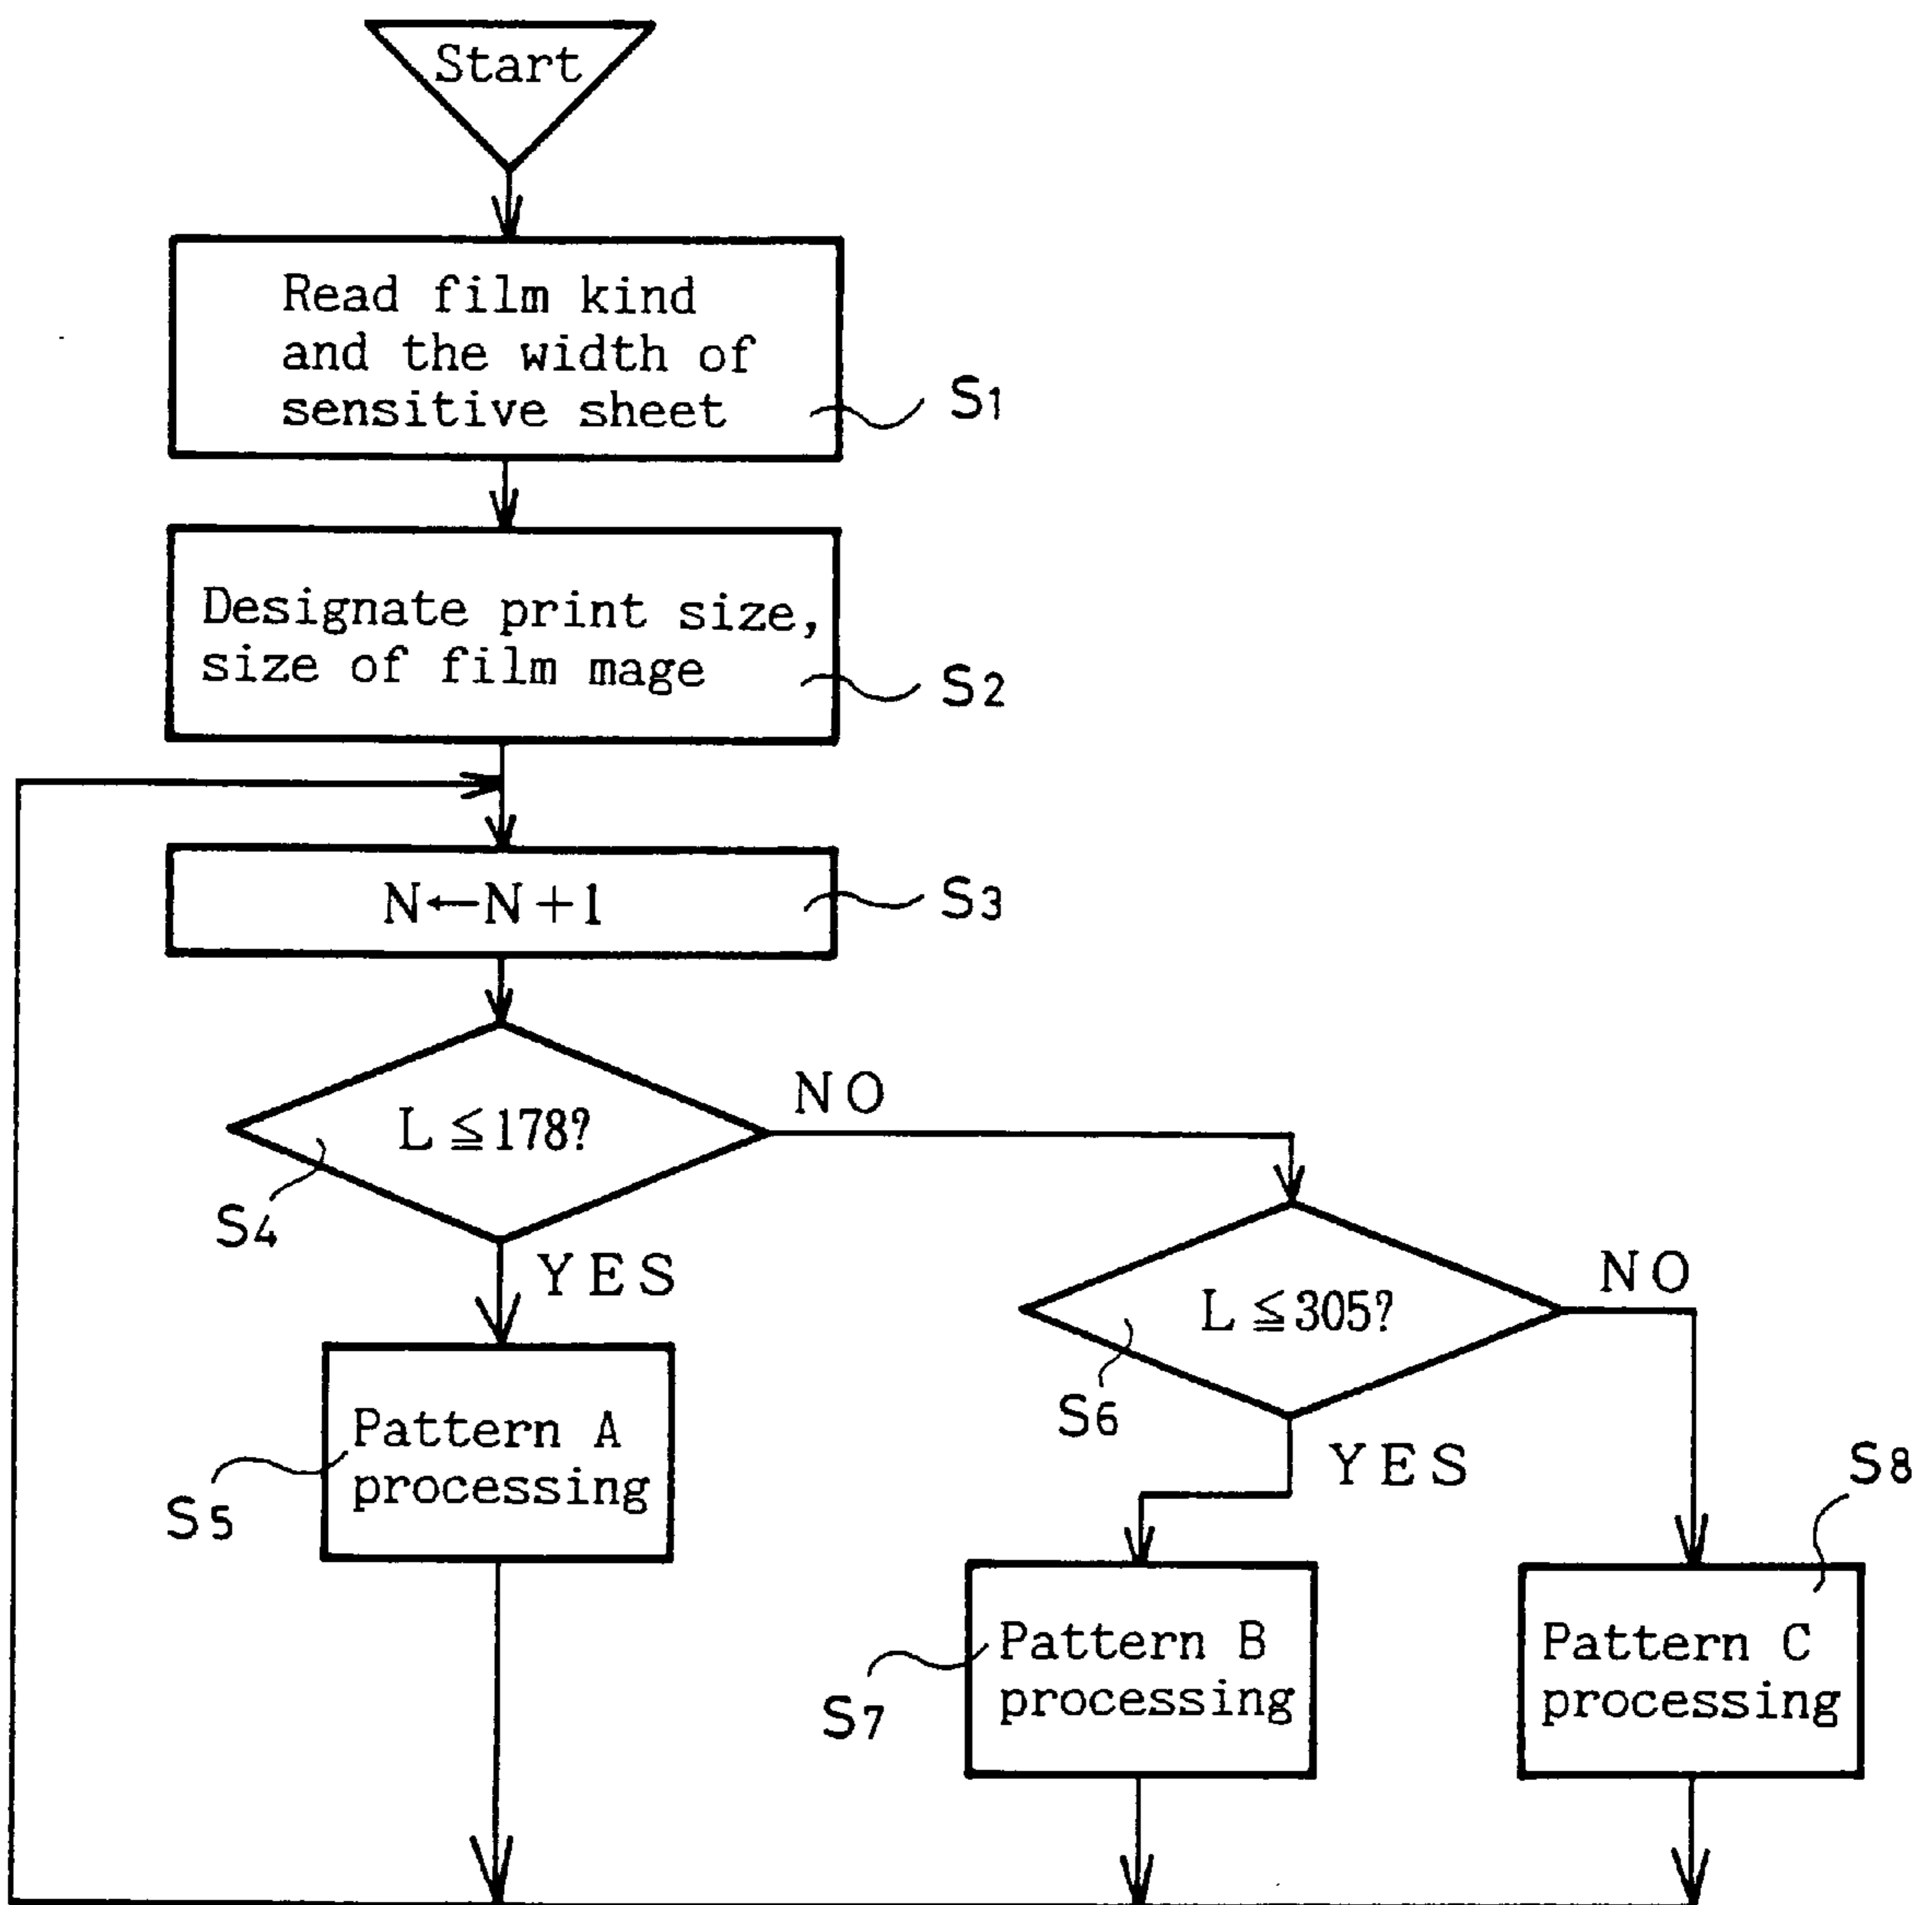 Start
Read film kind
and the width of
sensitive sheet
S1
Designate print size,
size of film mage
S2
N←N+1
S3
L≦178?
NO
S4
YES
L≦305?
NO
S6
YES
Pattern A
processing
S5
S8
Pattern B
processing
S7
Pattern C
processing